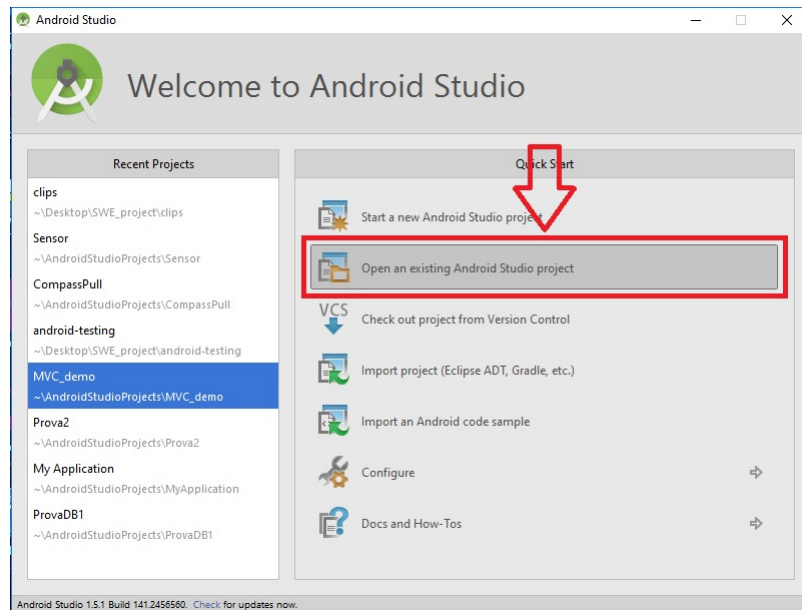 Android Studio
Welcome to Android Studio
Recent Projects
clips
~\Desktop\SWE_project\clips
Sensor
~\AndroidStudioProjects\Sensor
CompassPull
~\AndroidStudioProjects\CompassPull
android-testing
~\Desktop\SWE_project\android-testing
MVC_demo
~\AndroidStudioProjects\MVC_demo
Prova2
~\AndroidStudioProjects\Prova2
My Application
~\AndroidStudioProjects\MyApplication
ProvaDB1
~\AndroidStudioProjects\ProvaDB1
Quick Start
Start a new Android Studio project
Open an existing Android Studio project
VCS
Check out project from Version Control
Import project (Eclipse ADT, Gradle, etc.)
Import an Android code sample
Configure
Docs and How-Tos
Android Studio 1.5.1 Build 141.2456560. Check for updates now.